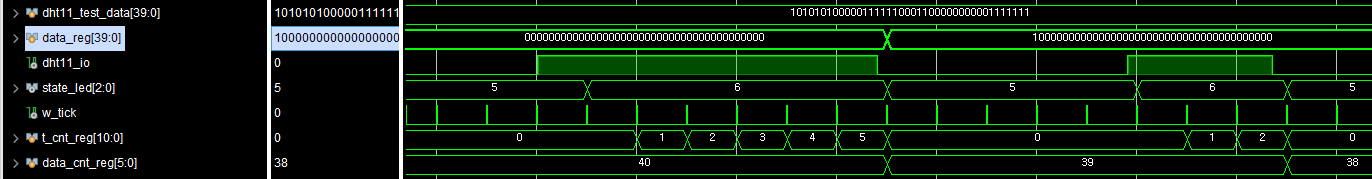 dht11_test_data[39:0] 101010100000111111 1010101000001111110001100000000001111111
data_reg[39:0] 100000000000000000 0000000000000000000000000000000000000000 1000000000000000000000000000000000000000
dht11_io 0
state_led[2:0] 5 5 6 5 6 5
w_tick 0
t_cnt_reg[10:0] 0 0 1 2 3 4 5 0 1 2 0
data_cnt_reg[5:0] 38 40 39 38